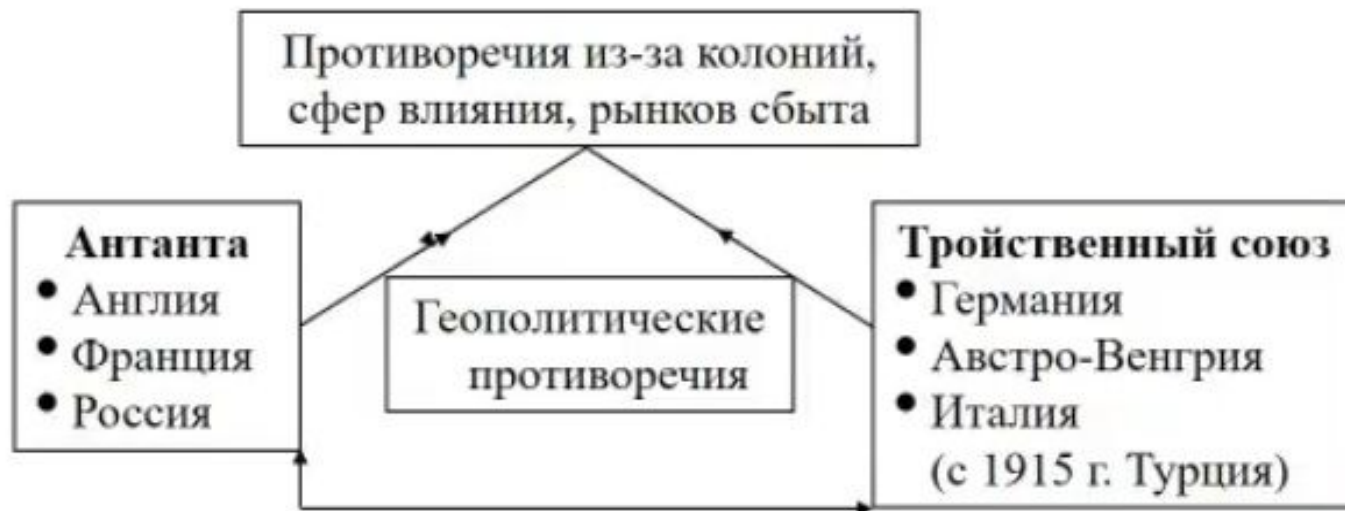 Противоречия из-за колоний,
сфер влияния, рынков сбыта
Антанта
• Англия
• Франция
• Россия
Геополитические
противоречия
Тройственный союз
• Германия
• Австро-Венгрия
• Италия
(с 1915 г. Турция)